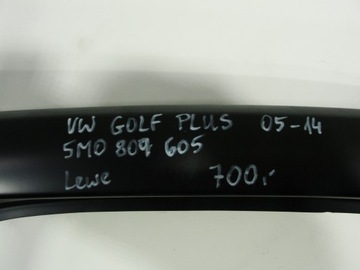 VW GOLF PLUS 05-14
5M0 809 605
Lewe 700,-